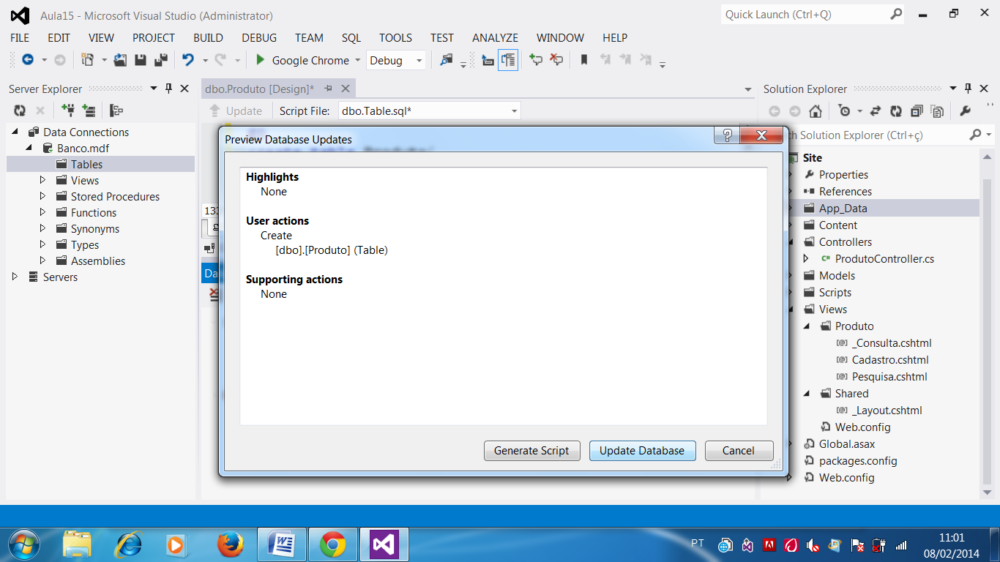 Aula15 - Microsoft Visual Studio (Administrator)
Quick Launch (Ctrl+Q)
FILE EDIT VIEW PROJECT BUILD DEBUG TEAM SQL TOOLS TEST ANALYZE WINDOW HELP
Google Chrome Debug
Server Explorer
Data Connections
Banco.mdf
Tables
Views
Stored Procedures
Functions
Synonyms
Types
Assemblies
Servers
dbo.Produto [Design]*
Update Script File: dbo.Table.sql*
Preview Database Updates
Highlights
None
User actions
Create
[dbo].[Produto] (Table)
Supporting actions
None
Generate Script Update Database Cancel
Solution Explorer
Solution Explorer (Ctrl+ç)
Site
Properties
References
App_Data
Content
Controllers
ProdutoController.cs
Models
Scripts
Views
Produto
_Consulta.cshtml
Cadastro.cshtml
Pesquisa.cshtml
Shared
_Layout.cshtml
Web.config
Global.asax
packages.config
Web.config
PT
11:01
08/02/2014